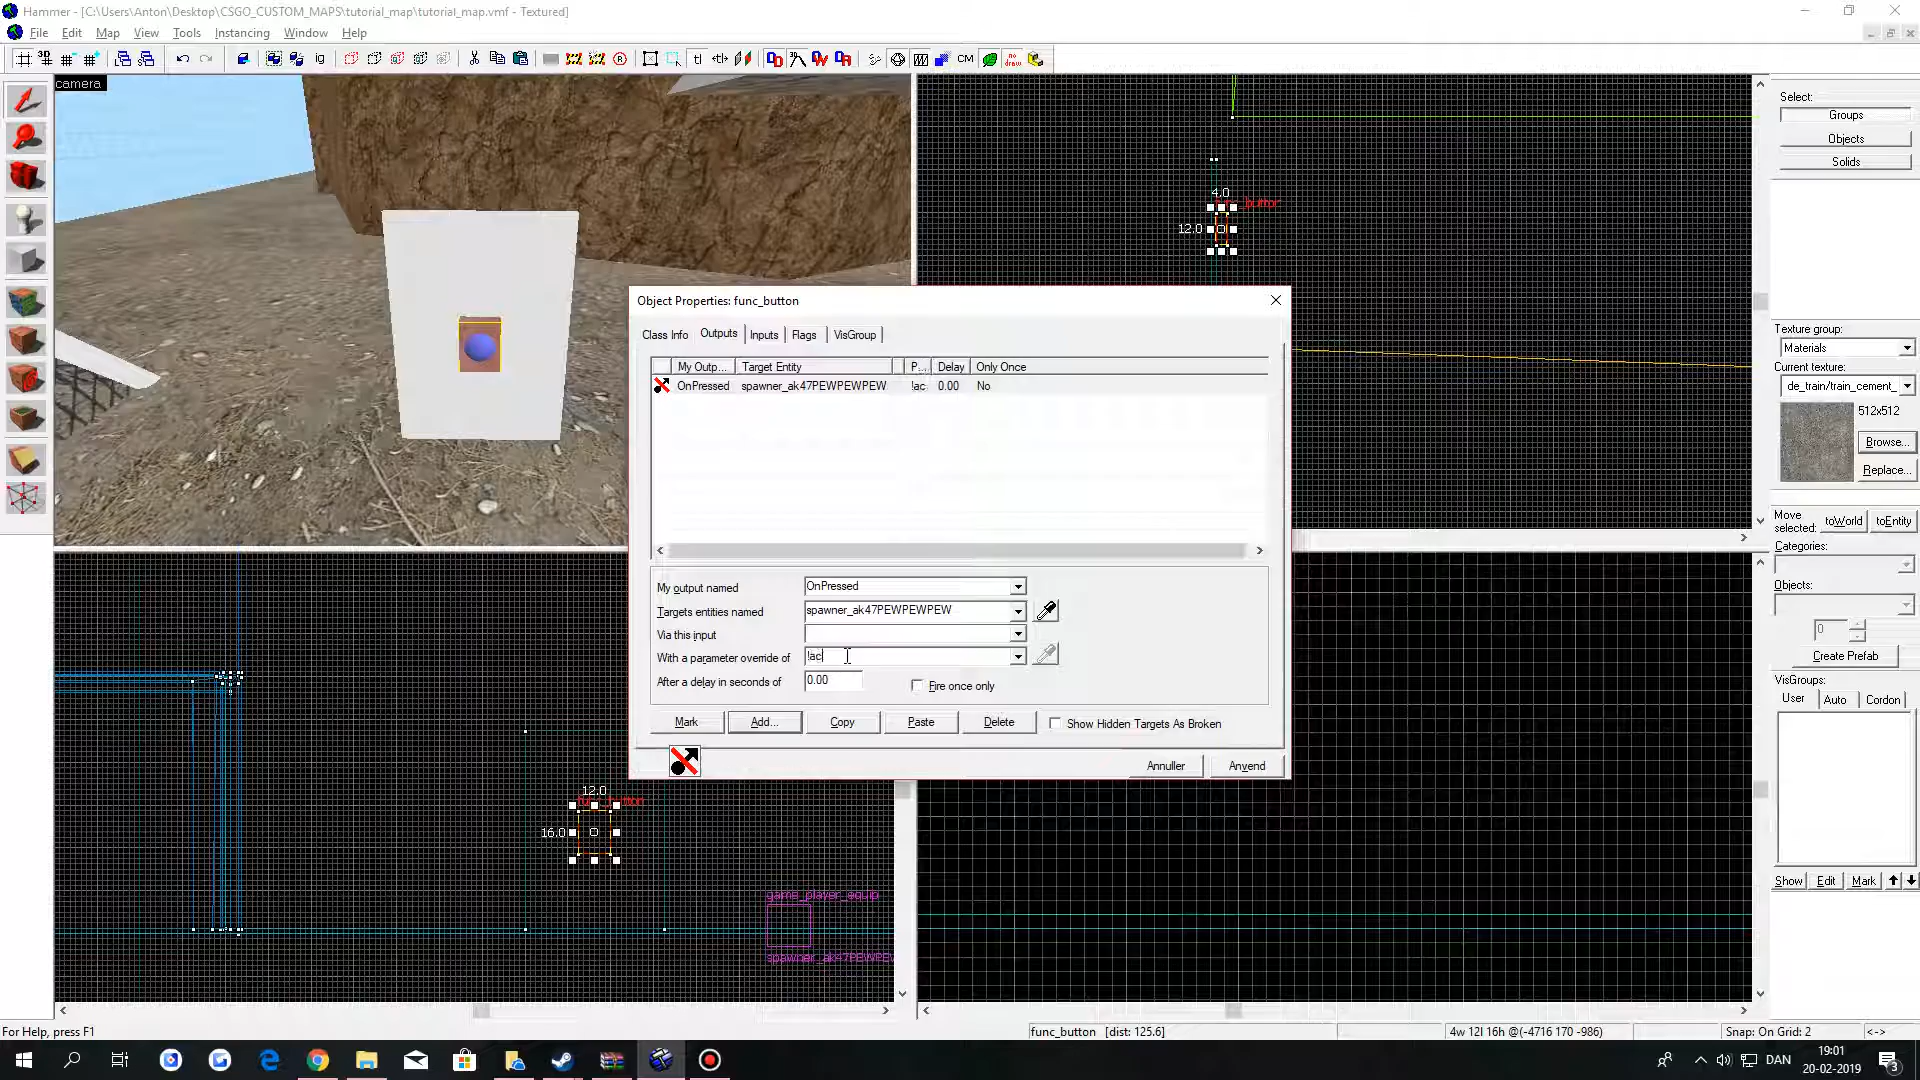 Hammer - [C:\Users\Anton\Desktop\CSGO_CUSTOM_MAPS\tutorial_map\tutorial_map.vmf - Textured]
File Edit Map View Tools Instancing Window Help
camera
4.0
12.0
Object Properties: func_button
Class Info Outputs Inputs Flags VisGroup
My Outp... Target Entity P... Delay Only Once
OnPressed spawner_ak47PEWPEWPEW !ac 0.00 No
My output named OnPressed
Targets entities named spawner_ak47PEWPEWPEW
Via this input
With a parameter override of !ac
After a delay in seconds of 0.00 Fire once only
Mark Add... Copy Paste Delete Show Hidden Targets As Broken
Annuller Anvend
12.0
16.0
game_player_equip
Select:
Groups
Objects
Solids
Texture group:
Materials
Current texture:
de_train/train_cement_
512x512
Browse...
Replace...
Move selected: toWorld toEntity
Categories:
Objects:
0
Create Prefab
VisGroups:
User Auto Cordon
Show Edit Mark
For Help, press F1
func_button [dist: 125.6]
4w 12l 16h @(-4716 170 -986)
Snap: On Grid: 2
<->
DAN
19:01
20-02-2019
3